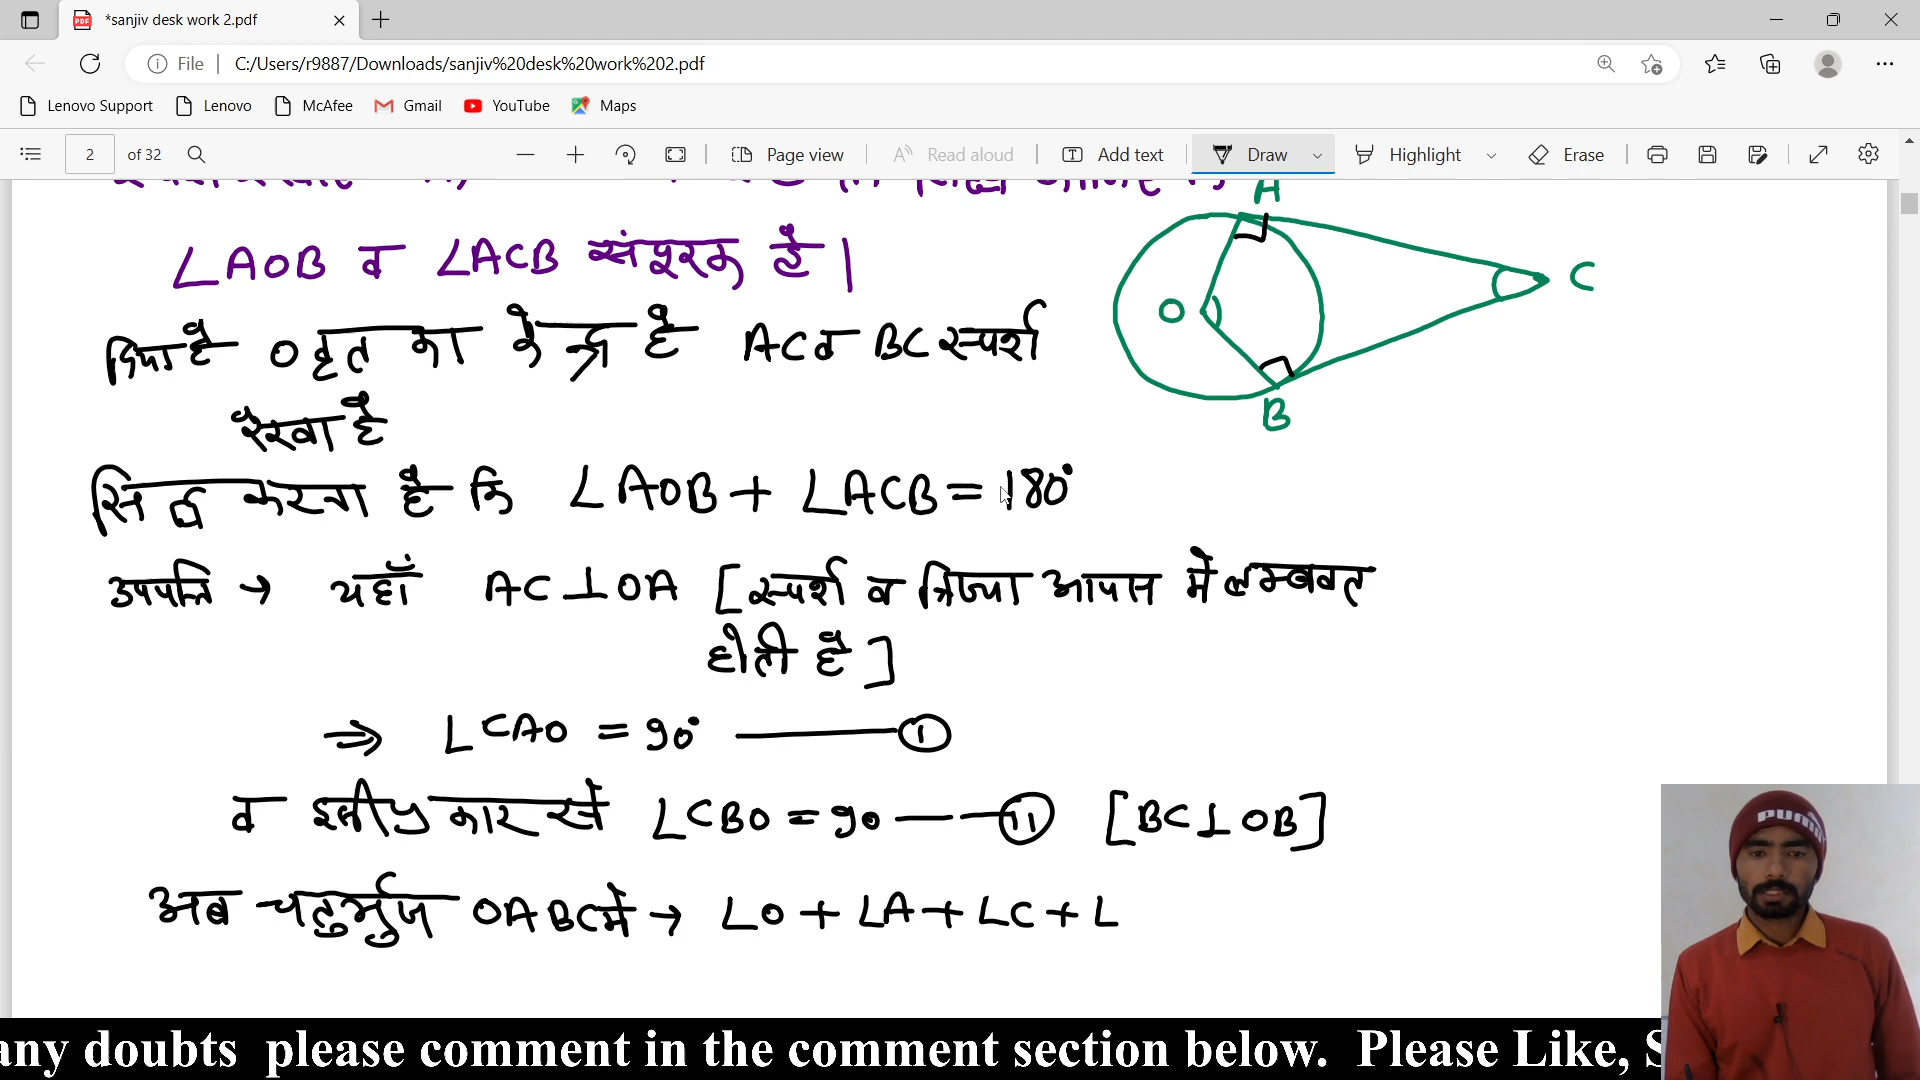 *sanjiv desk work 2.pdf
File C:/Users/r9887/Downloads/sanjiv%20desk%20work%202.pdf
Lenovo Support Lenovo McAfee Gmail YouTube Maps
2 of 32 Page view Read aloud Add text Draw Highlight Erase
A
∠AOB व ∠ACB संपूरक है|
C
O
दिया है O वृत का केन्द्र है AC व BC स्पर्श
रेखा है
B
सिद्ध करना है कि ∠AOB + ∠ACB = 180°
उपपत्ति → यहाँ AC⊥OA [स्पर्श व त्रिज्या आपस में लम्बवत
होती है]
⇒ ∠CAO = 90° —— ①
व इसी प्रकार से ∠CBO = 90 —— ⑪ [BC⊥OB]
अब चतुर्भुज OABC में → ∠O + ∠A + ∠C + ∠
PUMA
any doubts please comment in the comment section below. Please Like, S